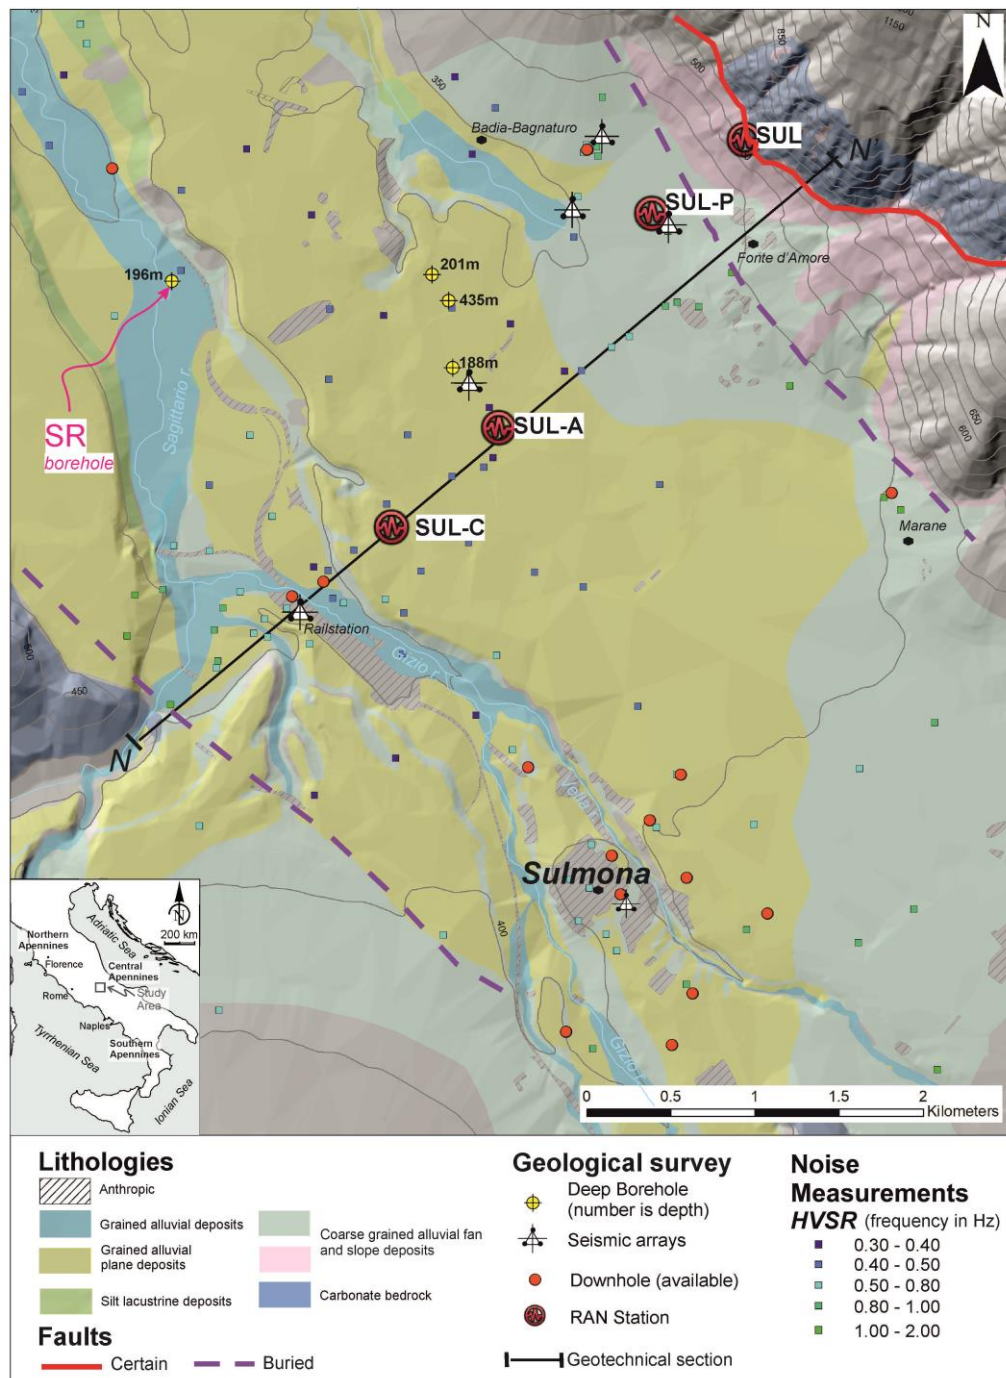 N
1150
850
500
350
Badia-Bagnaturo
SUL
N'
SUL-P
Fonte d'Amore
196m
201m
435m
188m
Sagittario r.
SR
borehole
SUL-A
650
600
SUL-C
Marane
Railstation
Gizio r.
500
450
N
Vella r.
Sulmona
400
Gizio r.
N
200 km
Adriatic Sea
Northern
Apennines
Florence
Central
Apennines
Rome
Study
Area
Naples
Tyrrhenian Sea
Southern
Apennines
Ionian Sea
0 0.5 1 1.5 2
Kilometers
Lithologies
Anthropic
Grained alluvial deposits
Grained alluvial
plane deposits
Silt lacustrine deposits
Coarse grained alluvial fan
and slope deposits
Carbonate bedrock
Faults
Certain
Buried
Geological survey
Deep Borehole
(number is depth)
Seismic arrays
Downhole (available)
RAN Station
Geotechnical section
Noise
Measurements
HVSR (frequency in Hz)
0.30 - 0.40
0.40 - 0.50
0.50 - 0.80
0.80 - 1.00
1.00 - 2.00